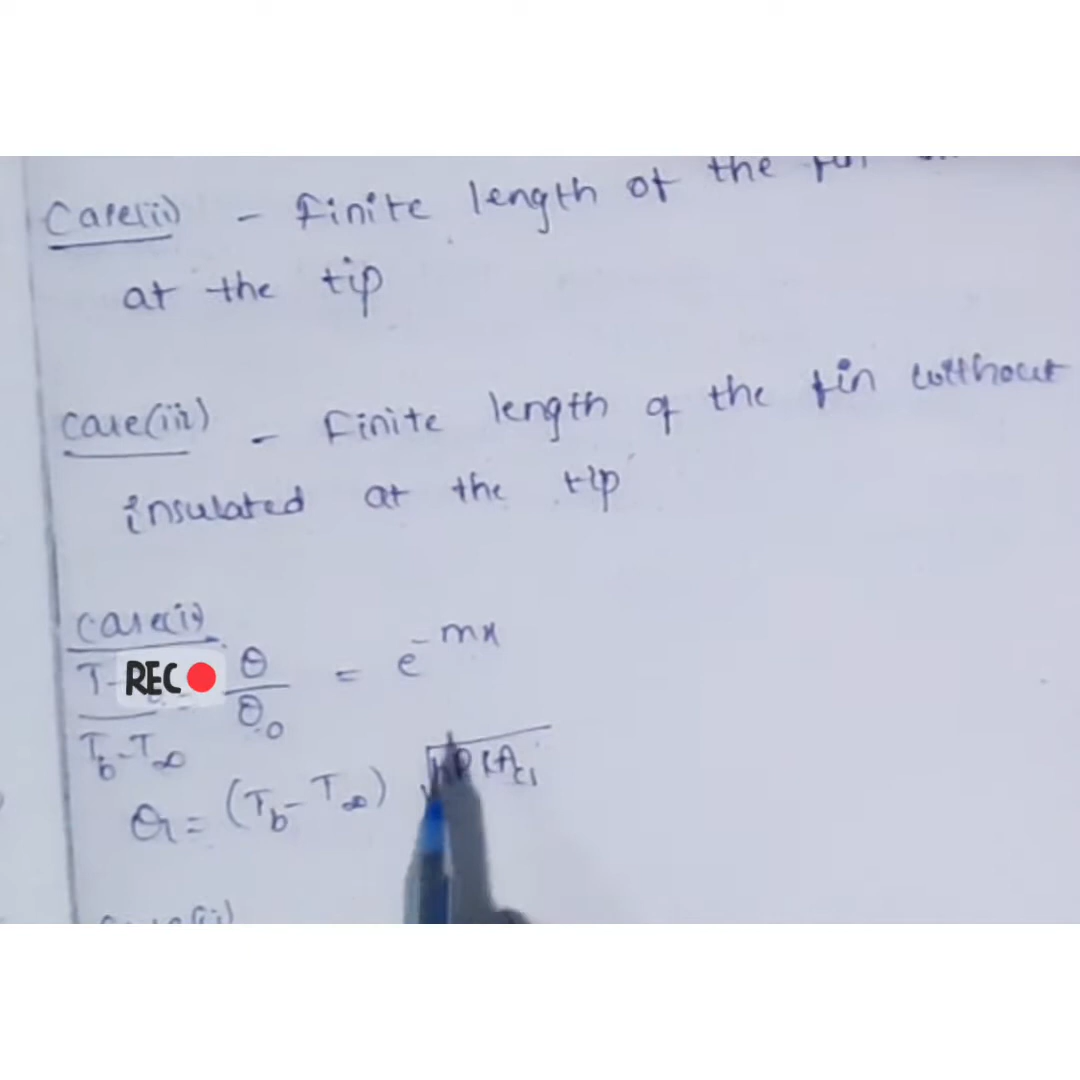 Case(ii) - Finite length of the
at the tip
case(iii) - Finite length of the fin without
insulated at the tip
case(i)
T- REC θ/θ₀ = e^-mx
T_b-T_∞
Q = (T_b - T_∞)